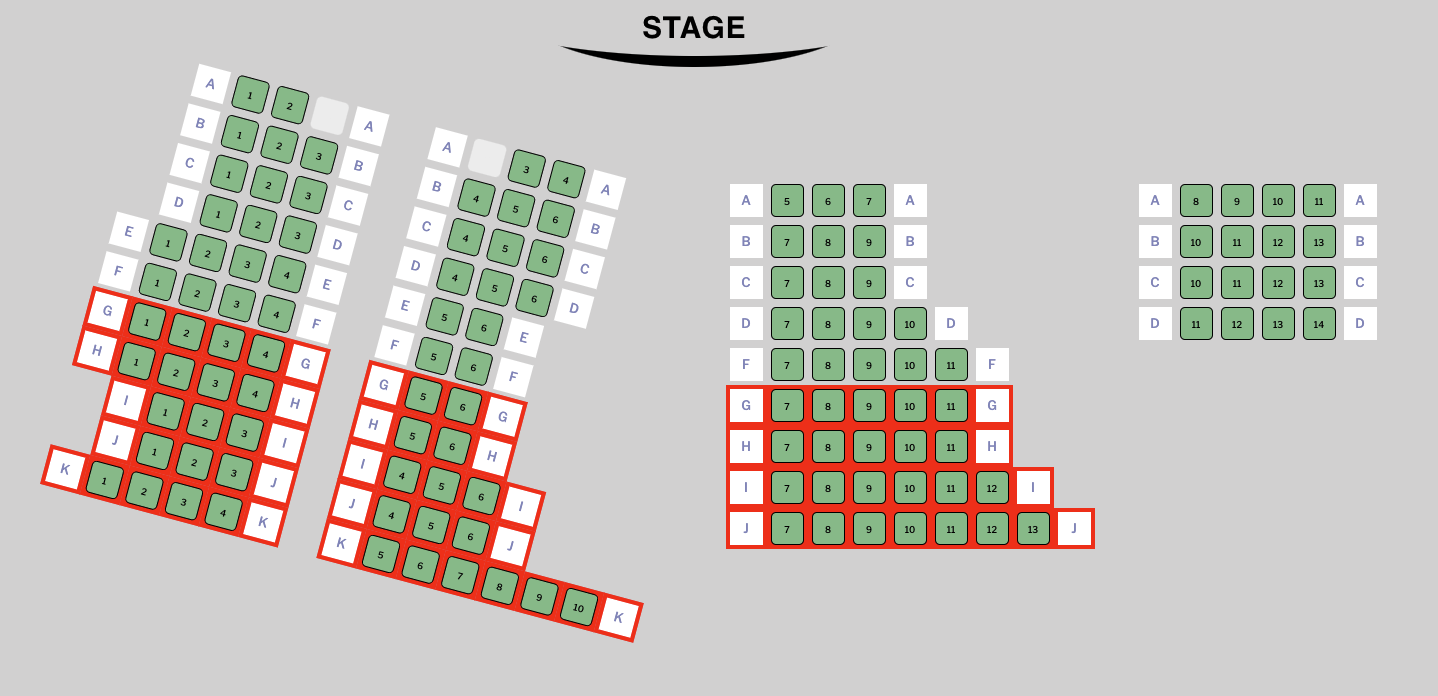 STAGE
A 1 2 A
B 1 2 3 B
C 1 2 3 C
D 1 2 3 D
E 1 2 3 4 E
F 1 2 3 4 F
G 1 2 3 4 G
H 1 2 3 4 H
I 1 2 3 I
J 1 2 3 J
K 1 2 3 4 K
A 3 4 A
B 4 5 6 B
C 4 5 6 C
D 4 5 6 D
E 5 6 E
F 5 6 F
G 5 6 G
H 5 6 H
I 4 5 6 I
J 4 5 6 J
K 5 6 7 8 9 10 K
A 5 6 7 A
B 7 8 9 B
C 7 8 9 C
D 7 8 9 10 D
F 7 8 9 10 11 F
G 7 8 9 10 11 G
H 7 8 9 10 11 H
I 7 8 9 10 11 12 I
J 7 8 9 10 11 12 13 J
A 8 9 10 11 A
B 10 11 12 13 B
C 10 11 12 13 C
D 11 12 13 14 D